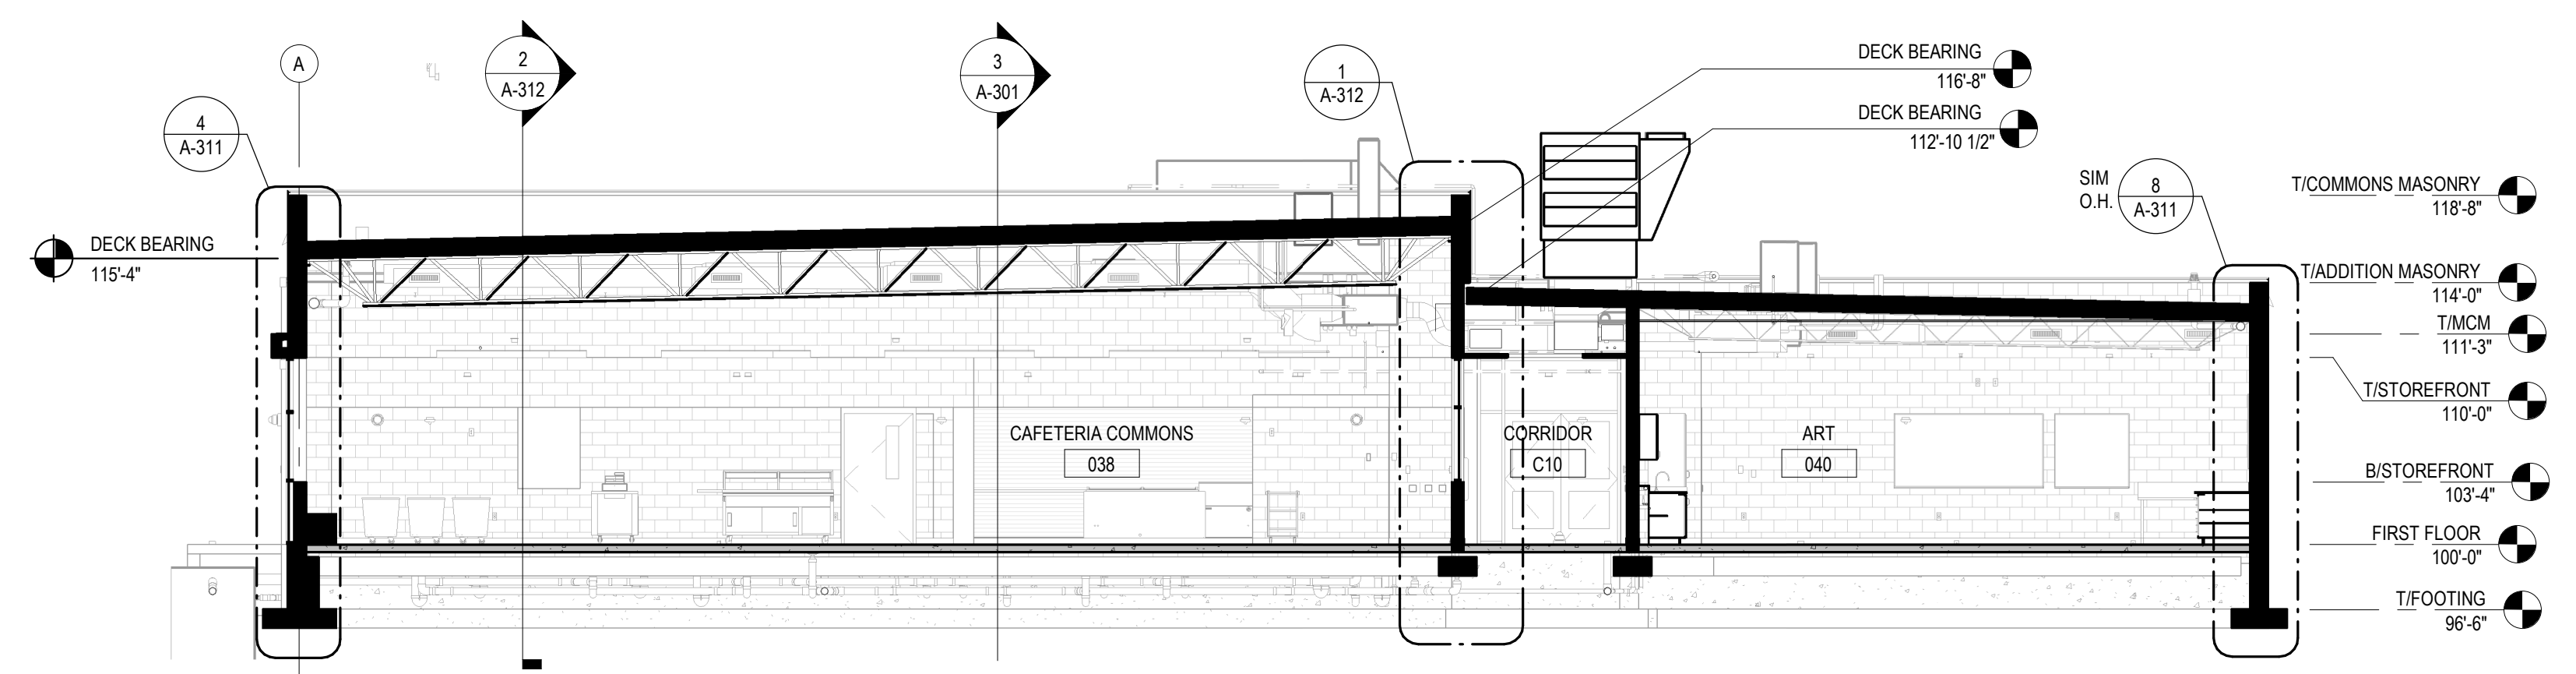 A
2
A-312
3
A-301
1
A-312
4
A-311
DECK BEARING
116'-8"
DECK BEARING
112'-10 1/2"
SIM
O.H.
8
A-311
T/COMMONS MASONRY
118'-8"
DECK BEARING
115'-4"
T/ADDITION MASONRY
114'-0"
T/MCM
111'-3"
T/STOREFRONT
110'-0"
CAFETERIA COMMONS
038
CORRIDOR
C10
ART
040
B/STOREFRONT
103'-4"
FIRST FLOOR
100'-0"
T/FOOTING
96'-6"